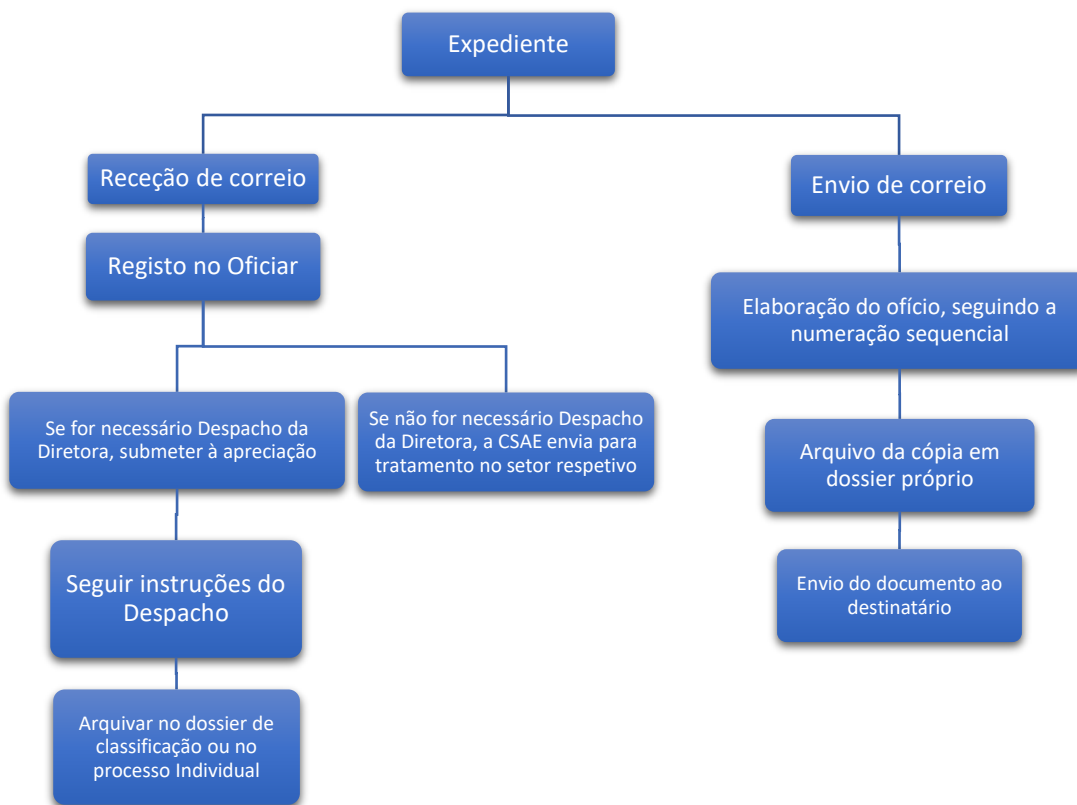 Expediente
Receção de correio
Registo no Oficiar
Se for necessário Despacho da
Diretora, submeter à apreciação
Seguir instruções do
Despacho
Arquivar no dossier de
classificação ou no
processo Individual
Se não for necessário Despacho
da Diretora, a CSAE envia para
tratamento no setor respetivo
Envio de correio
Elaboração do ofício, seguindo a
numeração sequencial
Arquivo da cópia em
dossier próprio
Envio do documento ao
destinatário